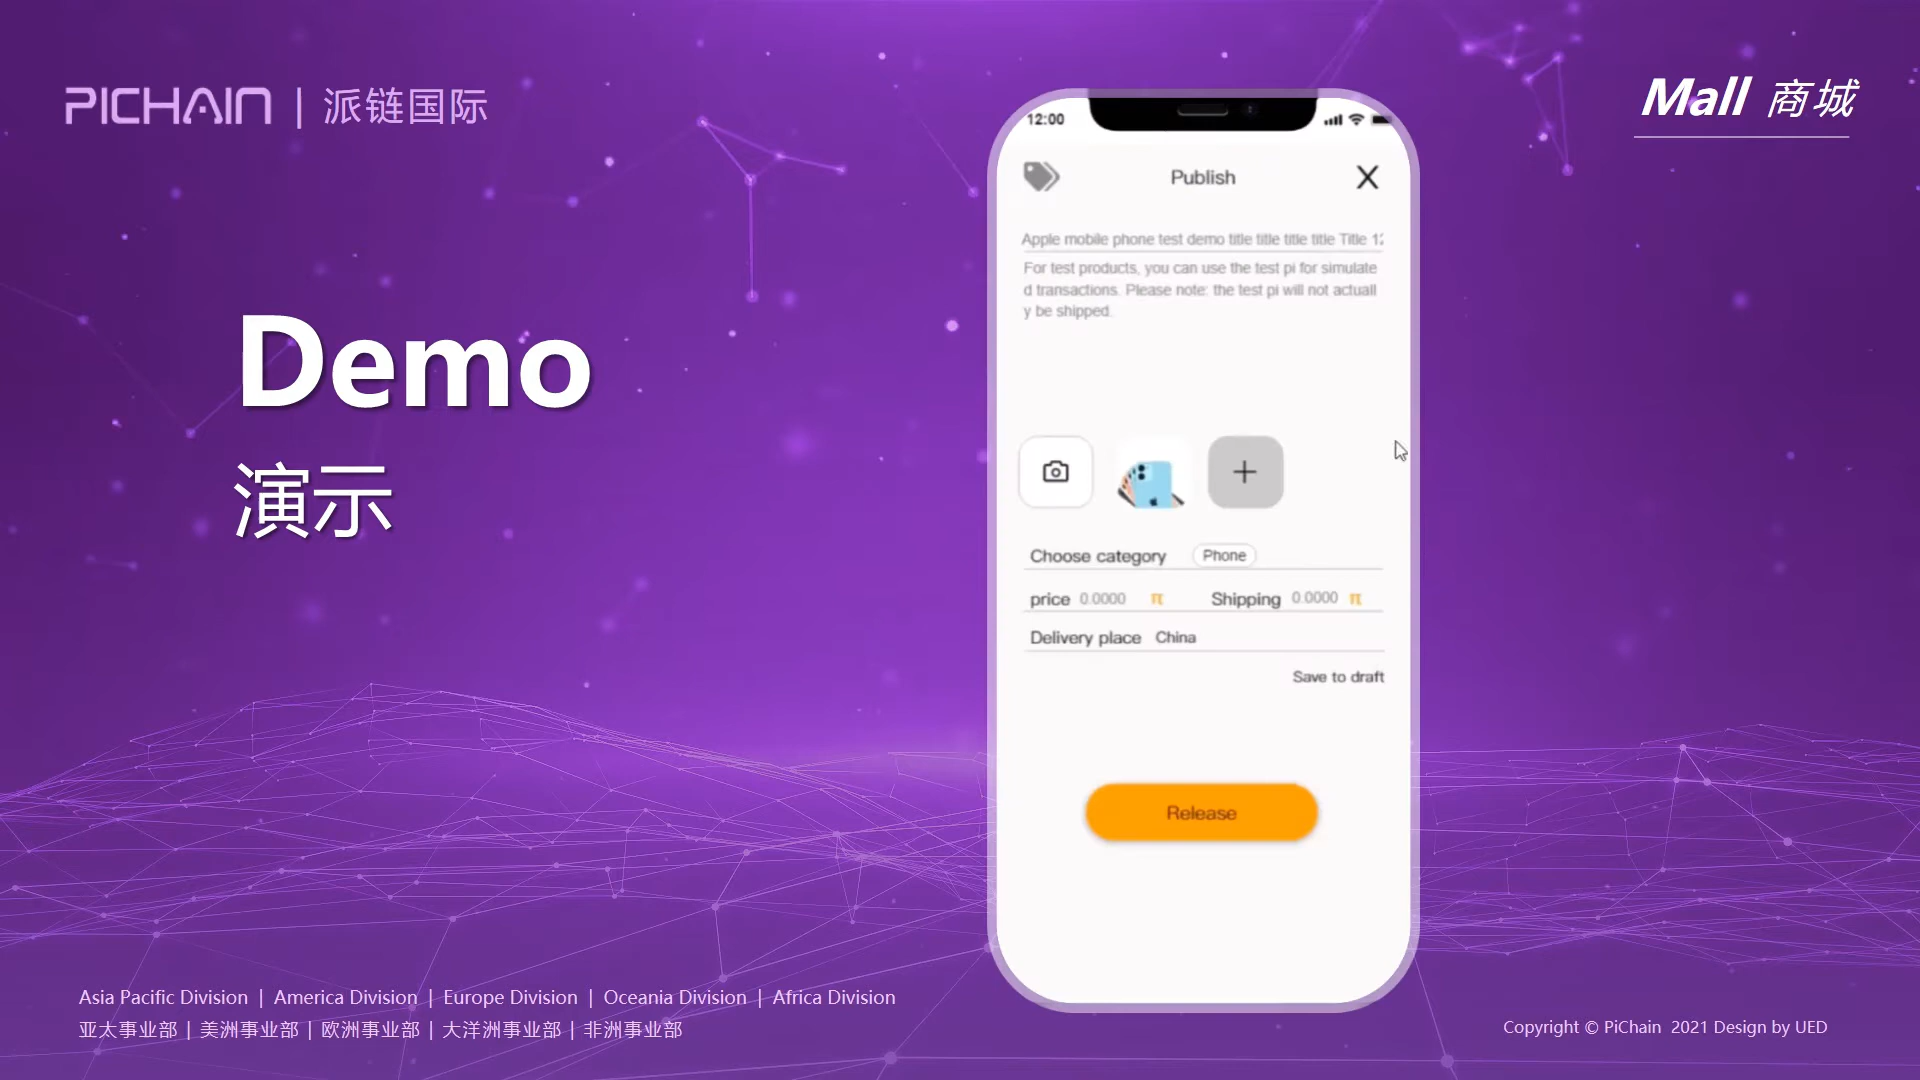 PICHAIN | 派链国际
Mall 商城
Demo
演示
12:00
Publish
X
Apple mobile phone test demo title title title title Title
For test products, you can use the test pi for simulate
d transactions. Please note: the test pi will not actuall
y be shipped.
Choose category Phone
price 0.0000 π Shipping 0.0000 π
Delivery place China
Save to draft
Release
Asia Pacific Division | America Division | Europe Division | Oceania Division | Africa Division
亚太事业部 | 美洲事业部 | 欧洲事业部 | 大洋洲事业部 | 非洲事业部
Copyright © PiChain 2021 Design by UED